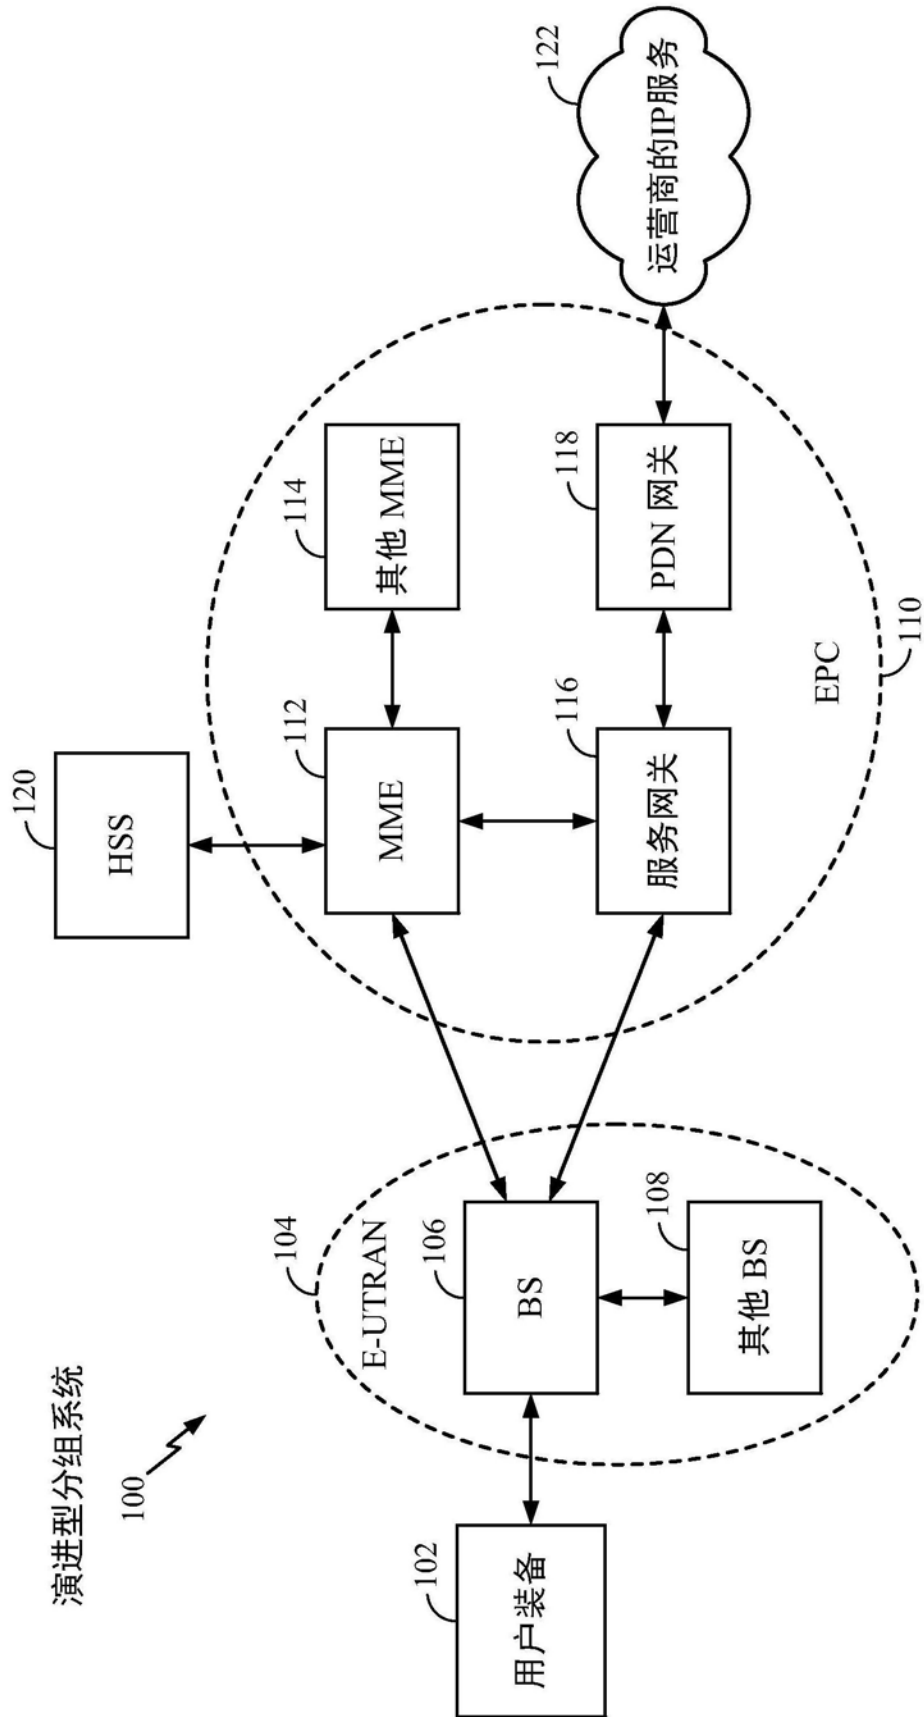 演进型分组系统
100
120
HSS
104
E-UTRAN
112
MME
114
其他 MME
102
用户装备
106
BS
108
其他 BS
116
服务网关
118
PDN 网关
122
运营商的IP服务
EPC
110